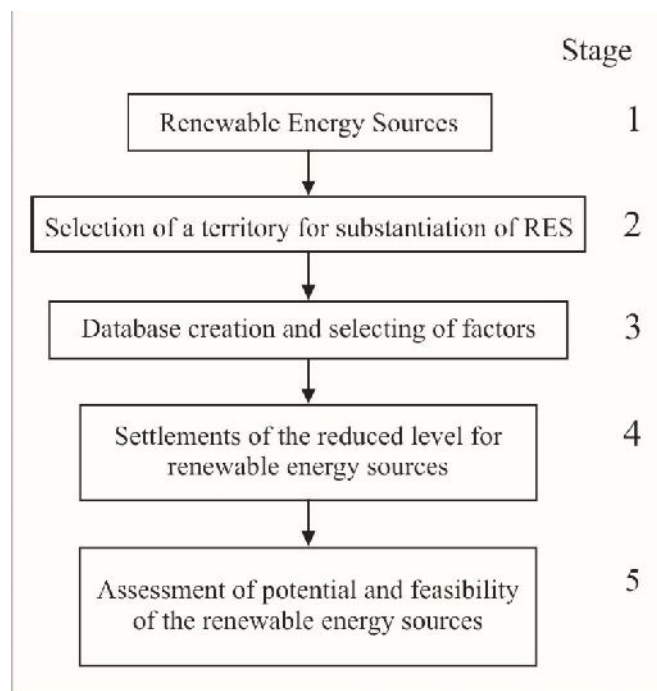 Stage
Renewable Energy Sources
1
Selection of a territory for substantiation of RES
2
Database creation and selecting of factors
3
Settlements of the reduced level for
renewable energy sources
4
Assessment of potential and feasibility
of the renewable energy sources
5